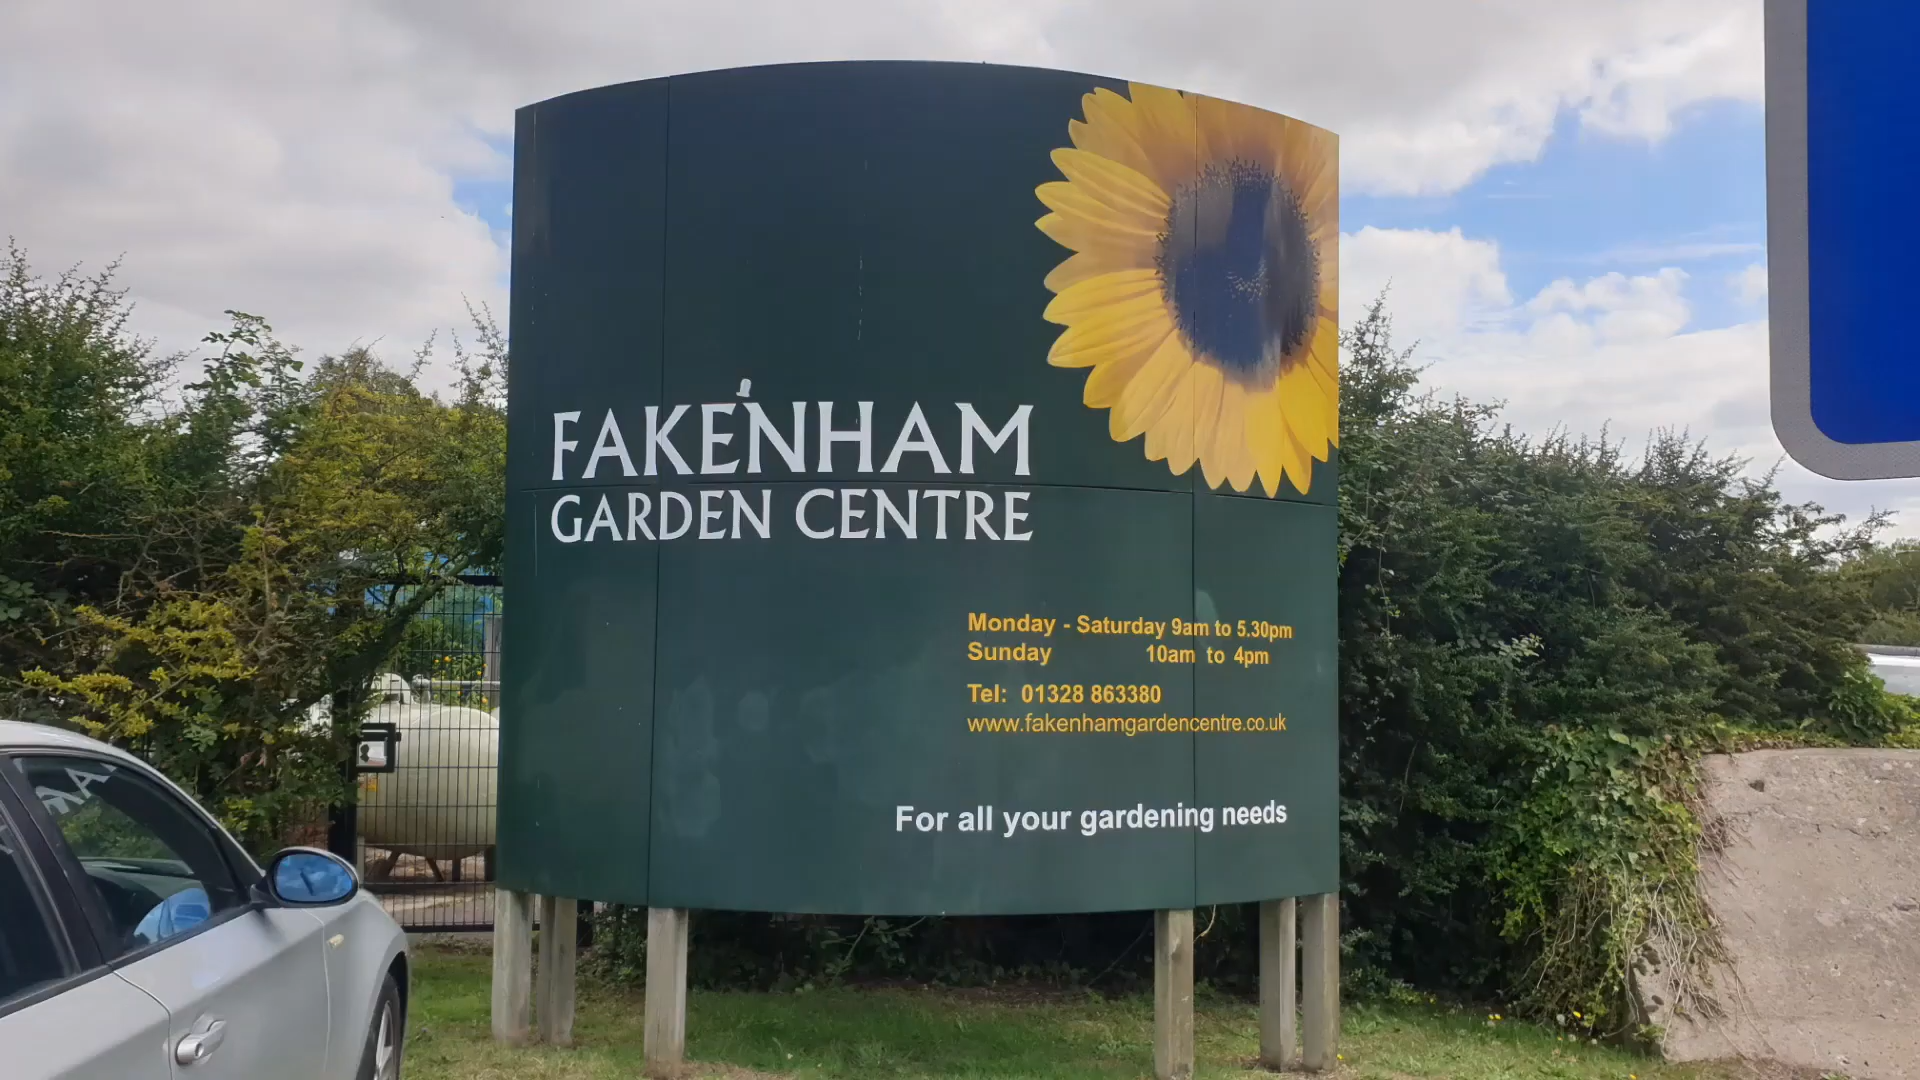 FAKENHAM
GARDEN CENTRE
Monday - Saturday 9am to 5.30pm
Sunday 10am to 4pm
Tel: 01328 863380
www.fakenhamgardencentre.co.uk
For all your gardening needs